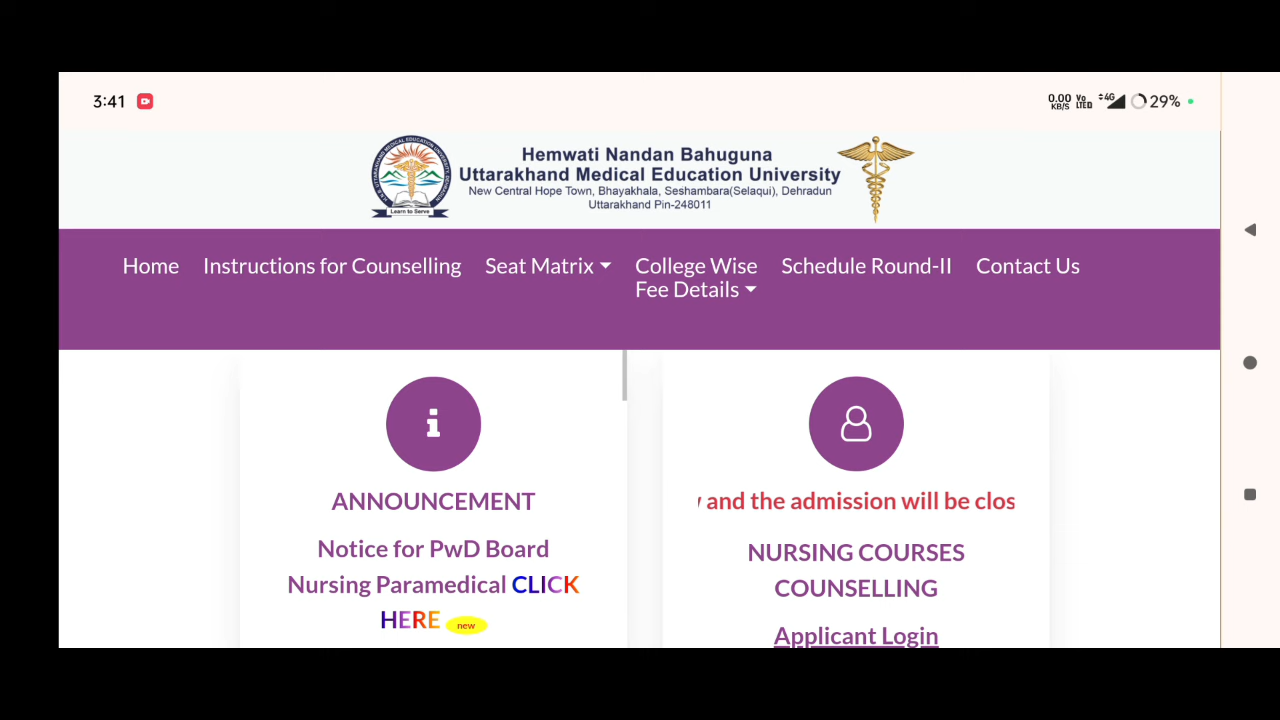 3:41
0.00 KB/S Vo LTED 4G 29%
Hemwati Nandan Bahuguna
Uttarakhand Medical Education University
New Central Hope Town, Bhayakhala, Seshambara(Selaqui), Dehradun
Uttarakhand Pin-248011
Learn to Serve
Home Instructions for Counselling Seat Matrix College Wise Schedule Round-II Contact Us
Fee Details
ANNOUNCEMENT
Notice for PwD Board
Nursing Paramedical CLICK
HERE new
and the admission will be clos
NURSING COURSES
COUNSELLING
Applicant Login